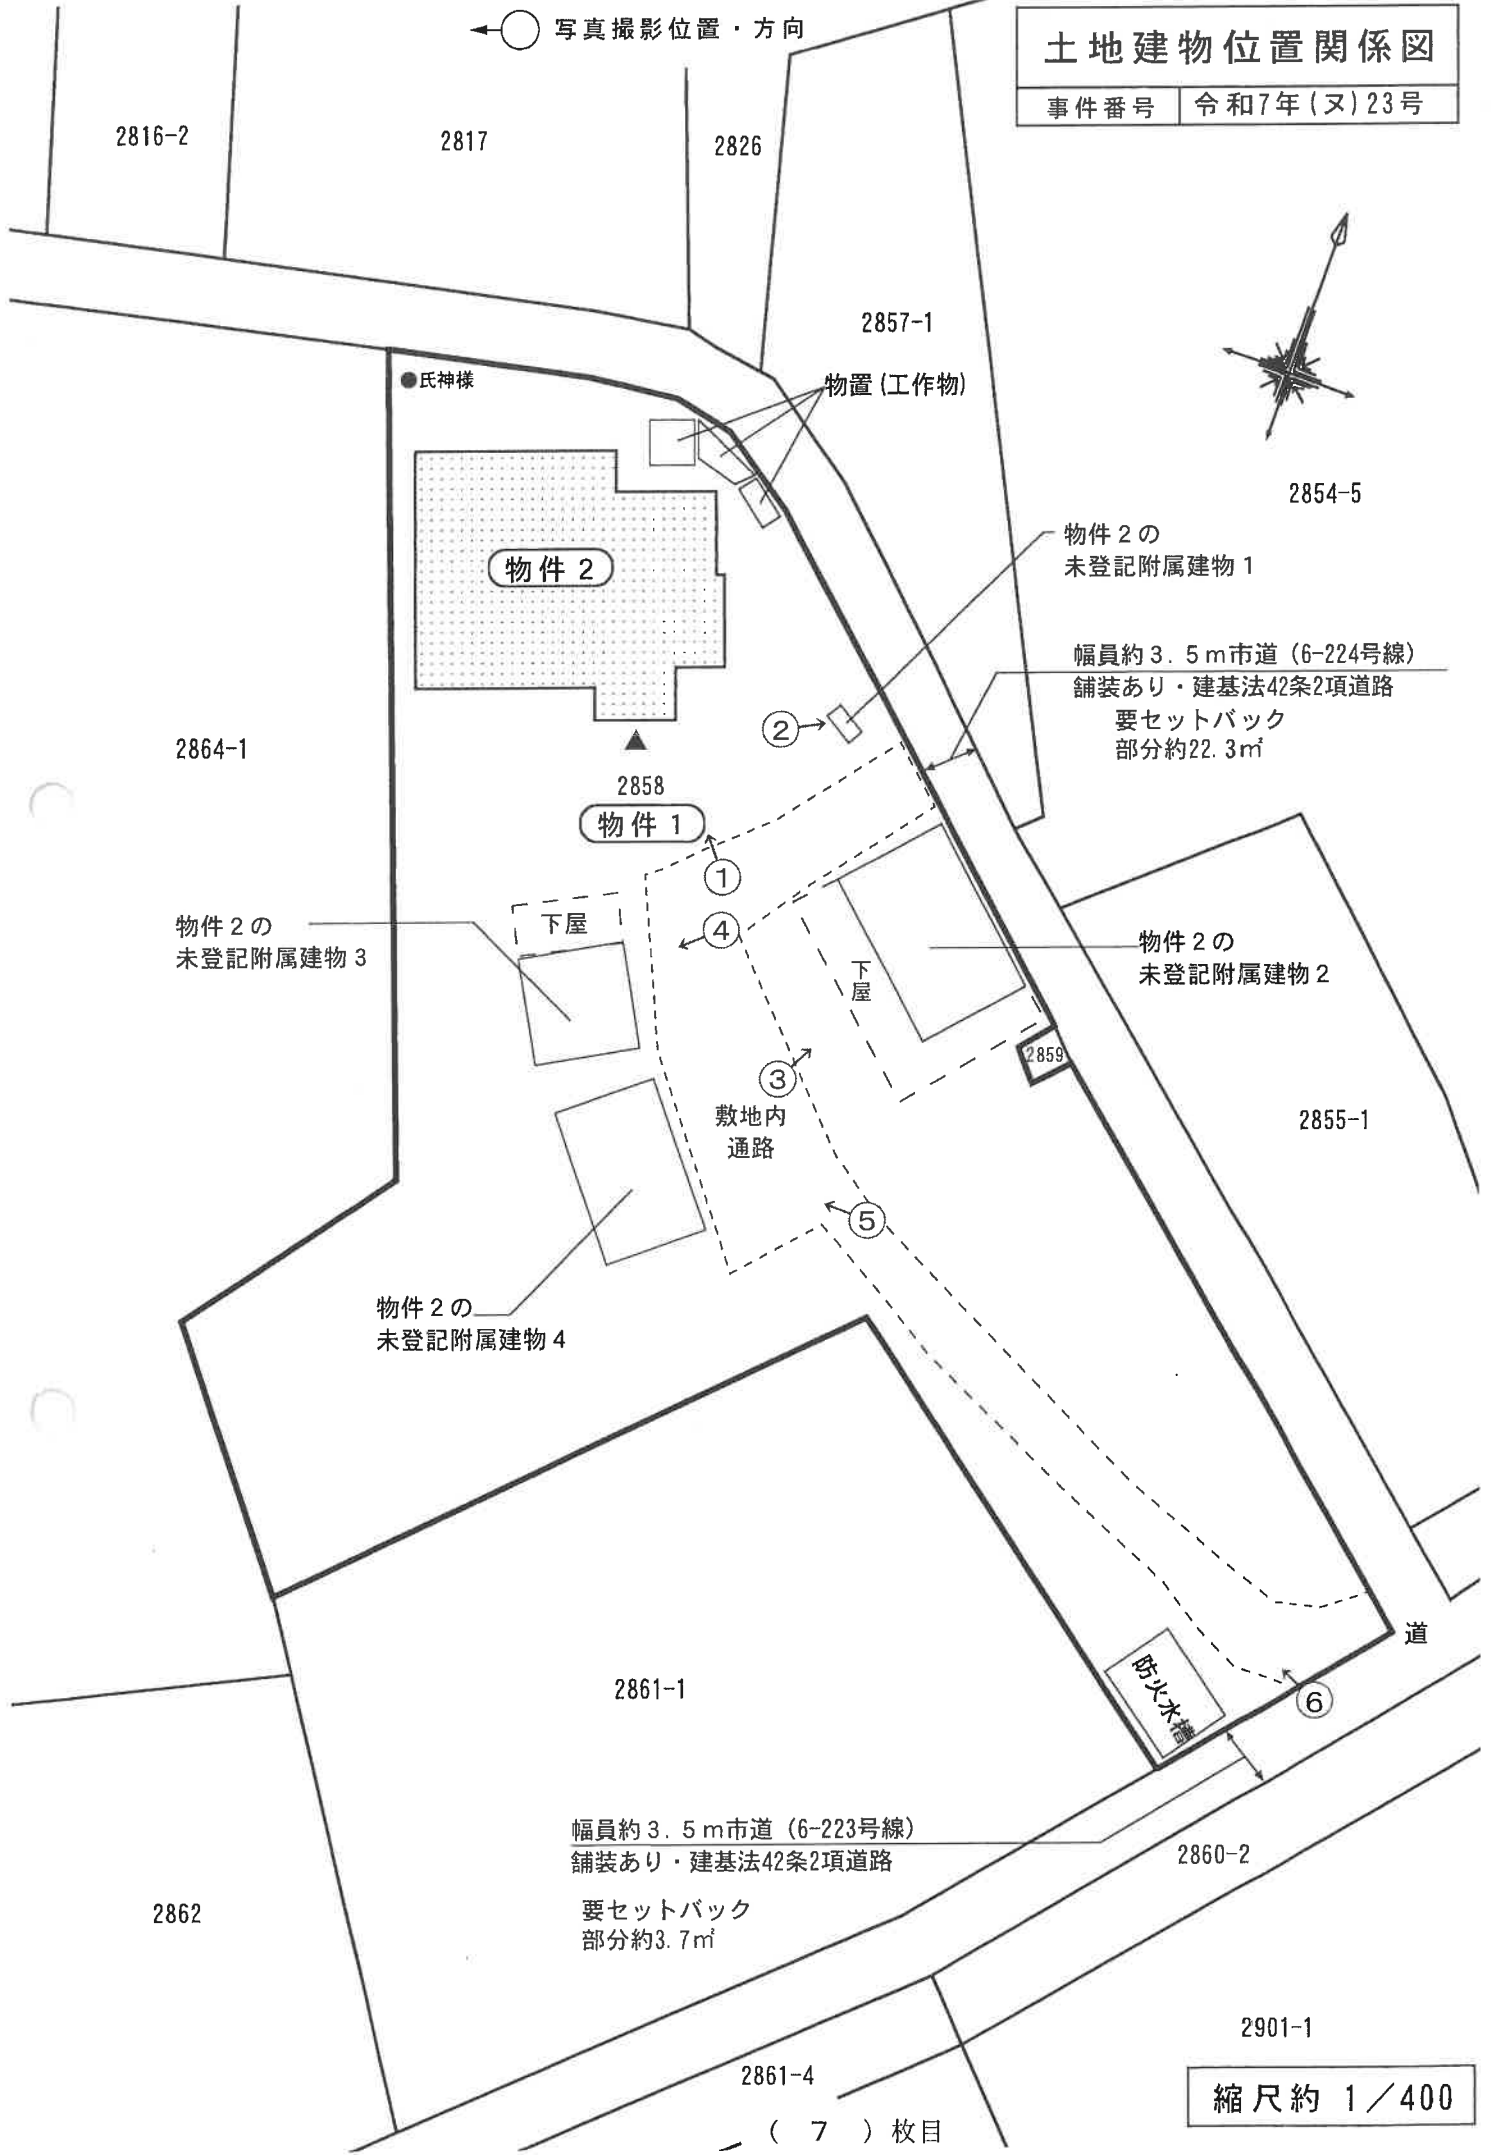 写真撮影位置・方向
土地建物位置関係図
事件番号 令和7年(ヌ)23号
2816-2
2817
2826
2857-1
氏神様
物置(工作物)
2854-5
物件2の
未登記附属建物1
物件2
幅員約3.5m市道(6-224号線)
舗装あり・建基法42条2項道路
要セットバック
部分約22.3㎡
②
2864-1
2858
物件1
①
物件2の
未登記附属建物3
下屋
④
下屋
物件2の
未登記附属建物2
2859
③
敷地内
通路
2855-1
⑤
物件2の
未登記附属建物4
道
防火水槽
2861-1
⑥
幅員約3.5m市道(6-223号線)
舗装あり・建基法42条2項道路
要セットバック
部分約3.7㎡
2860-2
2862
2901-1
2861-4
縮尺約 1/400
( 7 )枚目